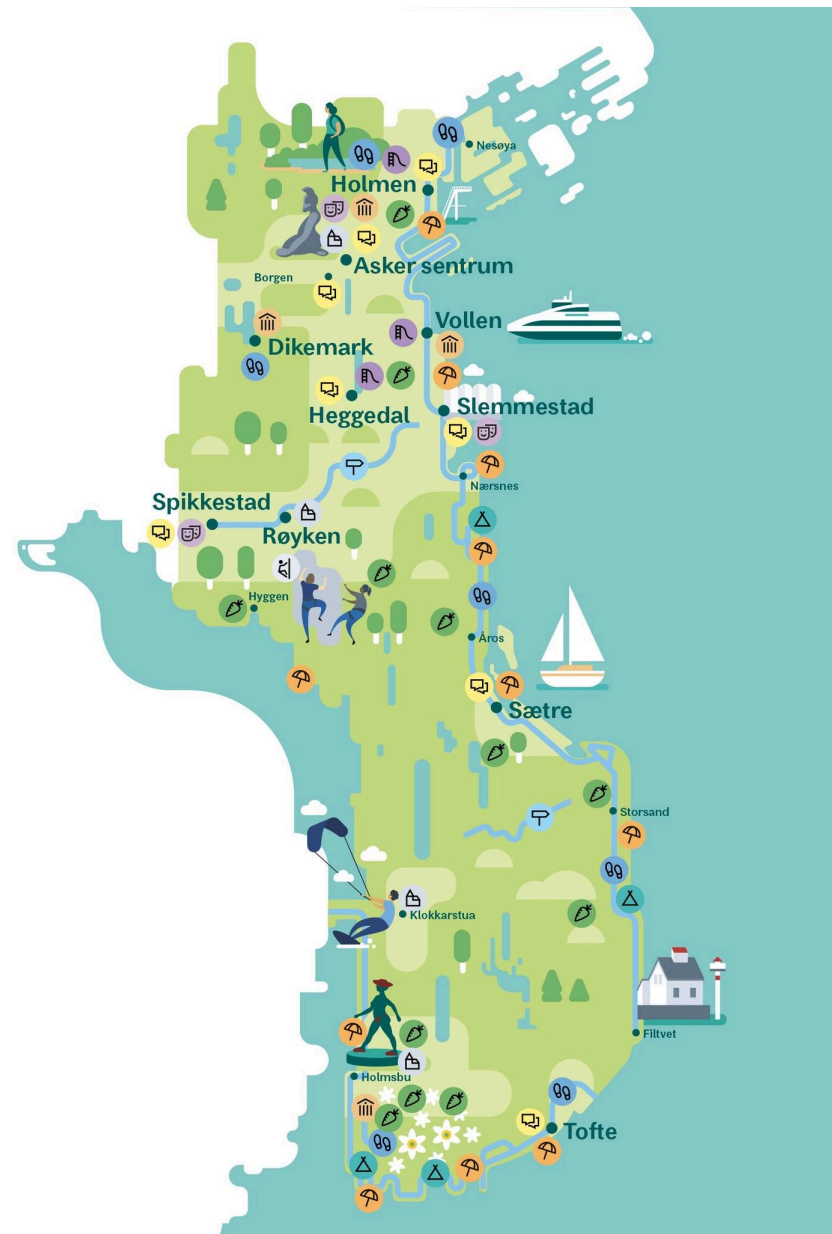 Nesøya
Holmen
Asker sentrum
Borgen
Vollen
Dikemark
Slemmestad
Heggedal
Nærsnes
Spikkestad
Røyken
Hyggen
Åros
Sætre
Storsand
Klokkarstua
Filtvet
Holmsbu
Tofte